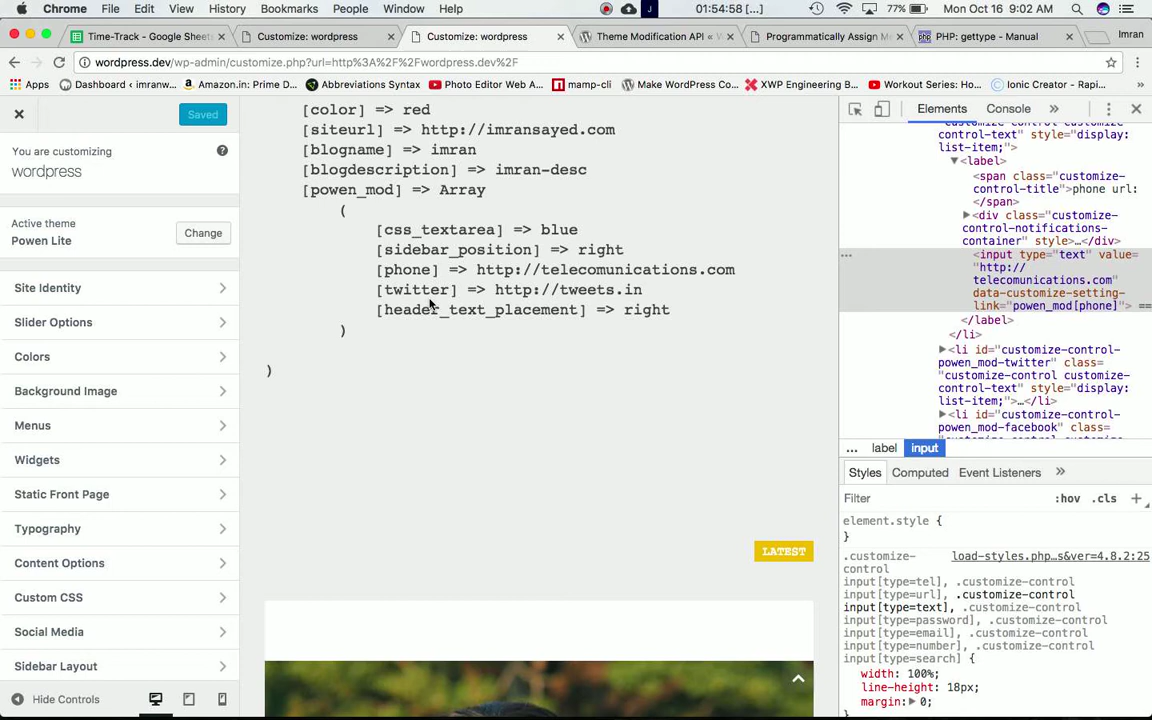 Chrome File Edit View History Bookmarks People Window Help J 01:54:58 [...] 77% Mon Oct 16 9:02 AM
Time-Track - Google Sheets Customize: wordpress Customize: wordpress Theme Modification API « W Programmatically Assign Me PHP: gettype - Manual Imran
wordpress.dev/wp-admin/customize.php?url=http%3A%2F%2Fwordpress.dev%2F
Apps Dashboard ‹ imranw... Amazon.in: Prime D... Abbreviations Syntax Photo Editor Web A... mamp-cli Make WordPress Co... XWP Engineering B... Workout Series: Ho... Ionic Creator - Rapi...
Saved
You are customizing
wordpress
Active theme
Powen Lite
Change
Site Identity
Slider Options
Colors
Background Image
Menus
Widgets
Static Front Page
Typography
Content Options
Custom CSS
Social Media
Sidebar Layout
Hide Controls
[color] => red
[siteurl] => http://imransayed.com
[blogname] => imran
[blogdescription] => imran-desc
[powen_mod] => Array
(
[css_textarea] => blue
[sidebar_position] => right
[phone] => http://telecomunications.com
[twitter] => http://tweets.in
[header_text_placement] => right
)
)
LATEST
Elements Console »
customize-control customize-
control-text" style="display:
list-item;">
<label>
<span class="customize-
control-title">phone url:
</span>
<div class="customize-
control-notifications-
container" style>…</div>
<input type="text" value=
"http://
telecomunications.com"
data-customize-setting-
link="powen_mod[phone]" ==
</label>
</li>
<li id="customize-control-
powen_mod-twitter" class=
"customize-control customize-
control-text" style="display:
list-item;">…</li>
<li id="customize-control-
powen_mod-facebook" class=
... label input
Styles Computed Event Listeners »
Filter :hov .cls +
element.style {
}
.customize- load-styles.php…s&ver=4.8.2:25
control
input[type=tel], .customize-control
input[type=url], .customize-control
input[type=text], .customize-control
input[type=password], .customize-control
input[type=email], .customize-control
input[type=number], .customize-control
input[type=search] {
width: 100%;
line-height: 18px;
margin: 0;